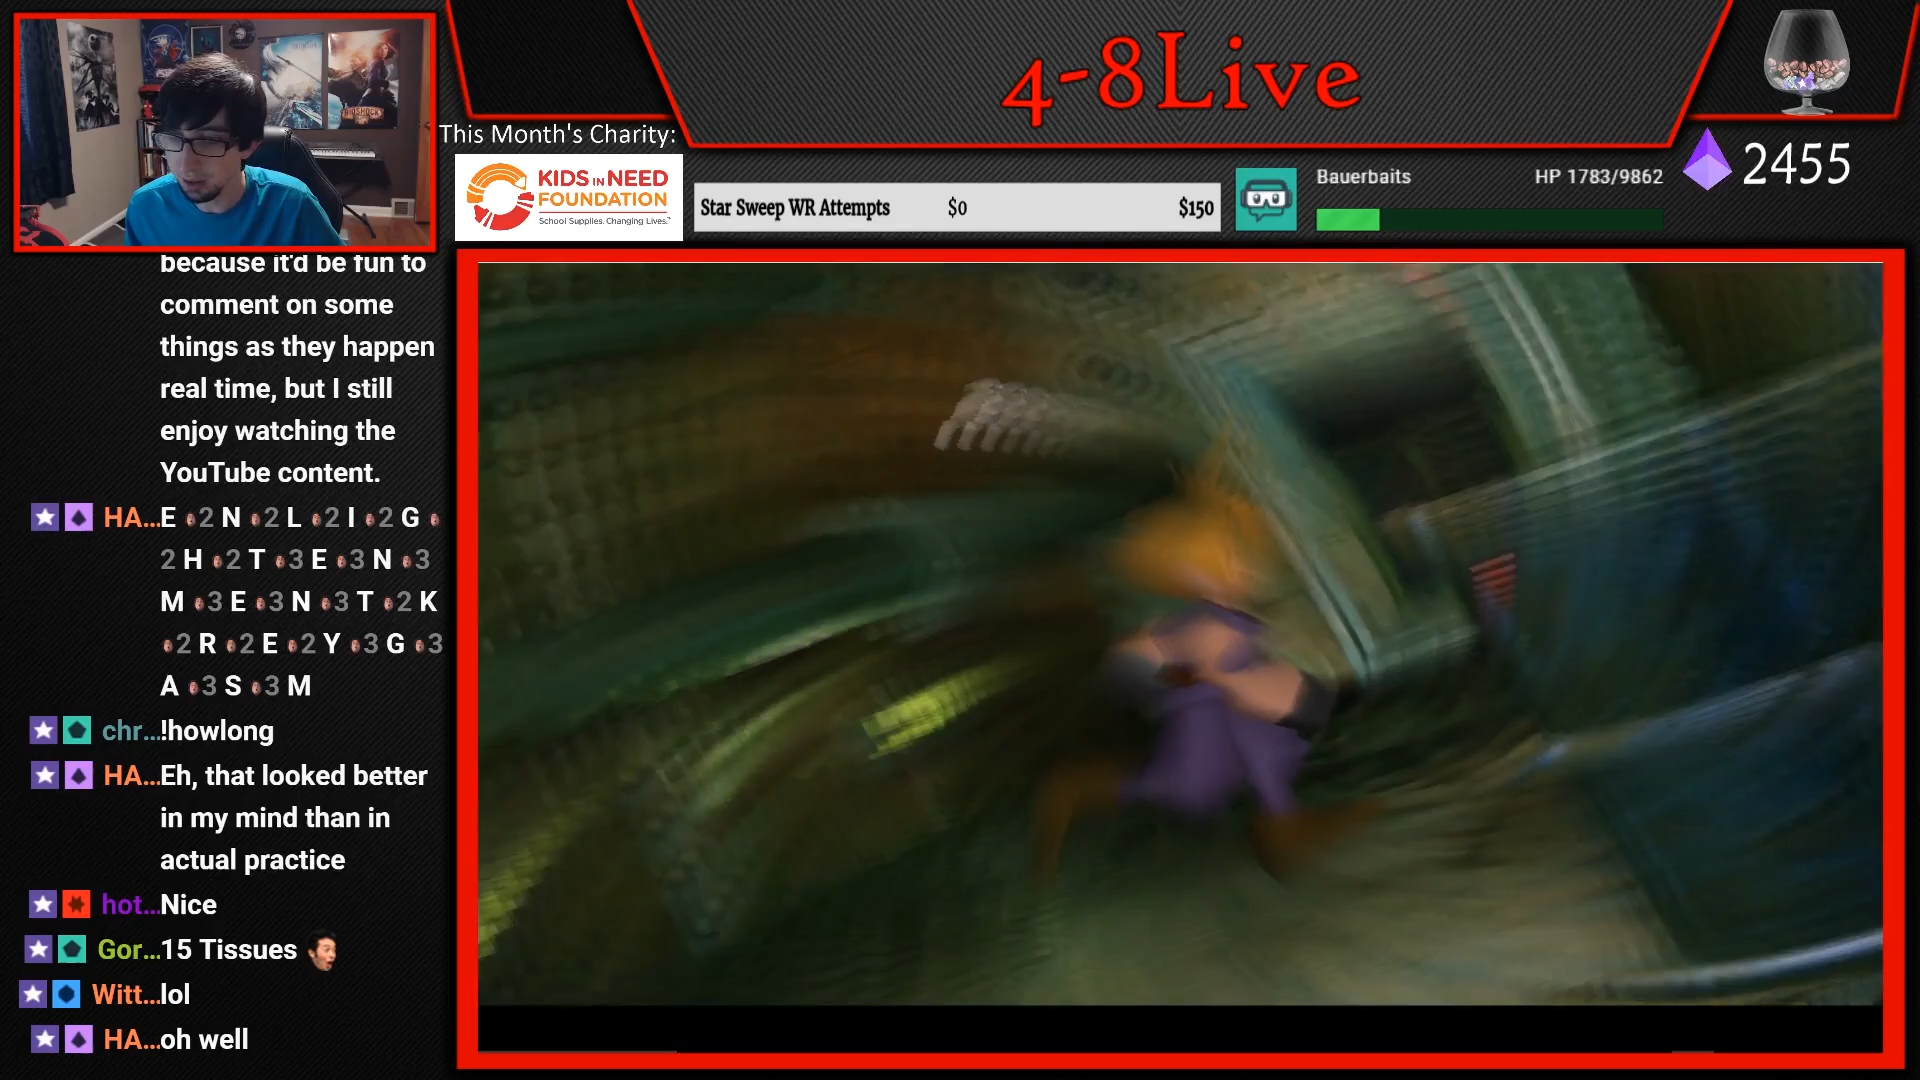 4-8Live
This Month's Charity:
KIDS IN NEED
FOUNDATION
School Supplies. Changing Lives.
Star Sweep WR Attempts $0 $150
Bauerbaits HP 1783/9862
2455
BIOSHOCK
because it'd be fun to
comment on some
things as they happen
real time, but I still
enjoy watching the
YouTube content.
HA...E 2 N 2 L 2 I 2 G
2 H 2 T 3 E 3 N 3
M 3 E 3 N 3 T 2 K
2 R 2 E 2 Y 3 G 3
A 3 S 3 M
chr...!howlong
HA...Eh, that looked better
in my mind than in
actual practice
hot...Nice
Gor...15 Tissues
Witt...lol
HA...oh well